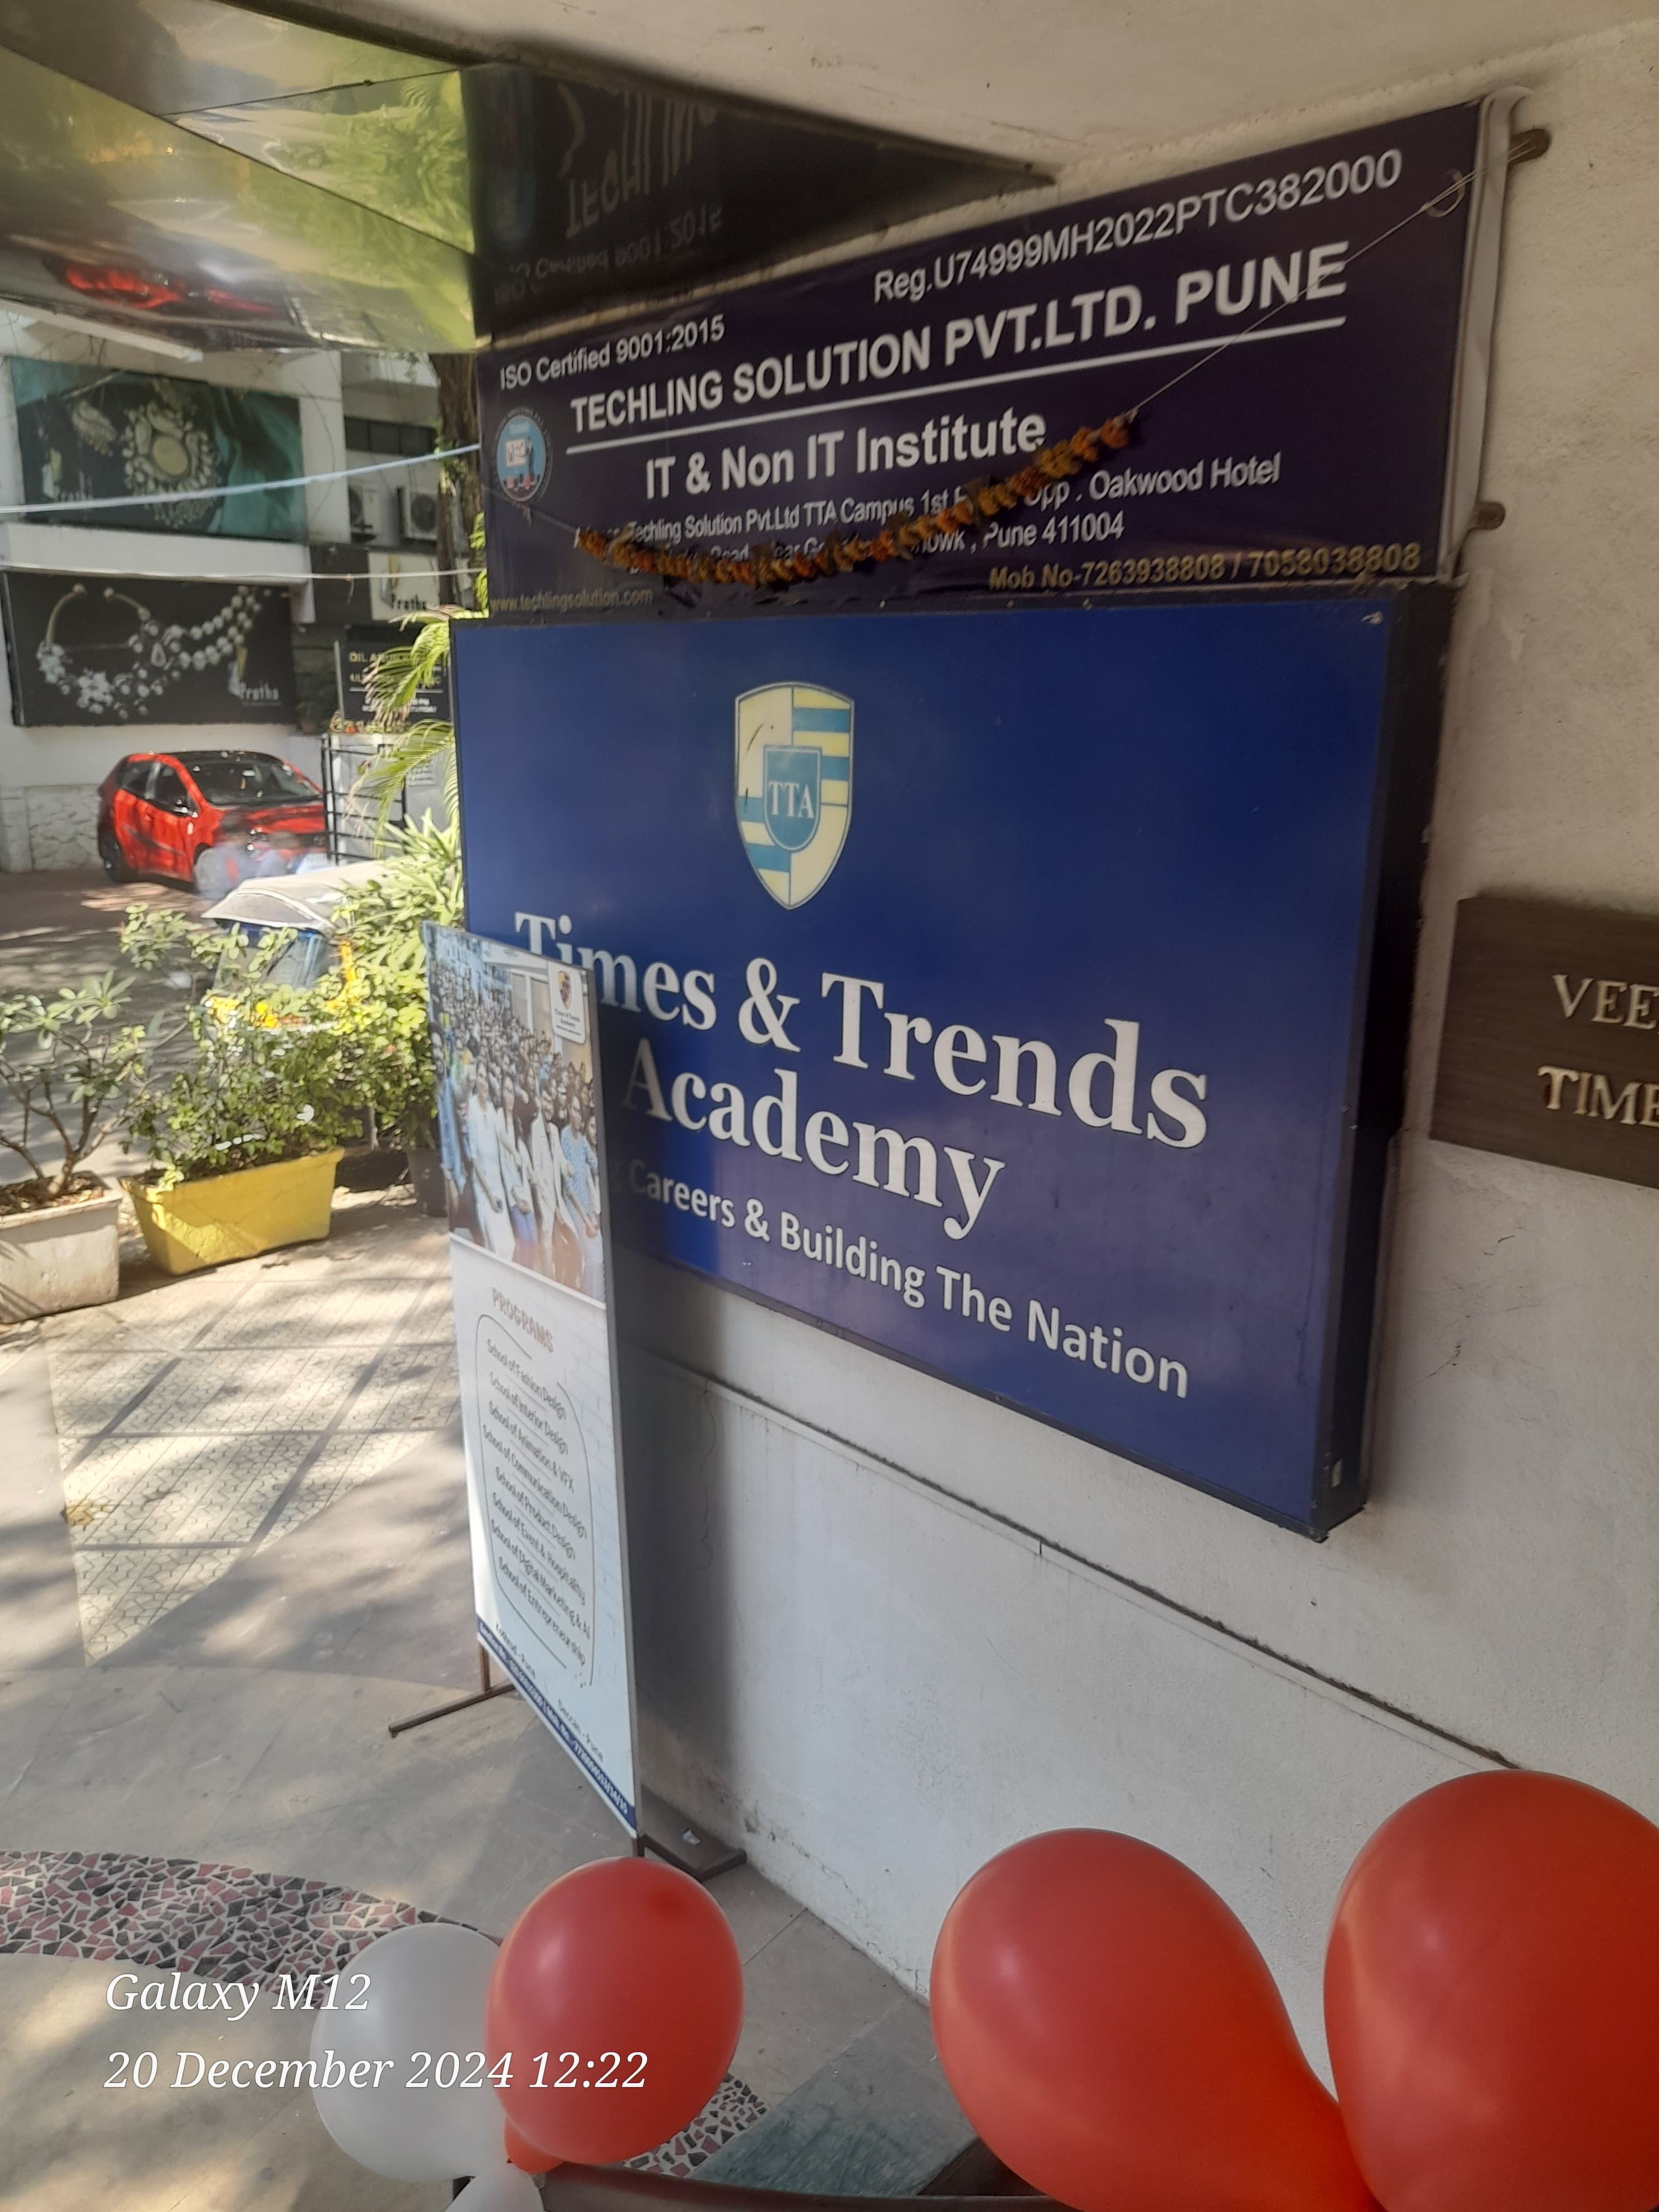 ISO Certified 9001:2015
Reg.U74999MH2022PTC382000
TECHLING SOLUTION PVT.LTD. PUNE
IT & Non IT Institute
Techling Solution Pvt.Ltd TTA Campus 1st Opp . Oakwood Hotel
Road , Pune 411004
Mob No-7263938808 / 7058038808
www.techlingsolution.com
Pratha
Pratha
TTA
Times & Trends
Academy
Careers & Building The Nation
VEE
TIME
PROGRAMS
School of Fashion Design
School of Interior Design
School of Animation & VFX
School of Communication Design
School of Product Design
School of Event & Hospitality
School of Digital Marketing & AI
School of Entrepreneurship
Galaxy M12
20 December 2024 12:22